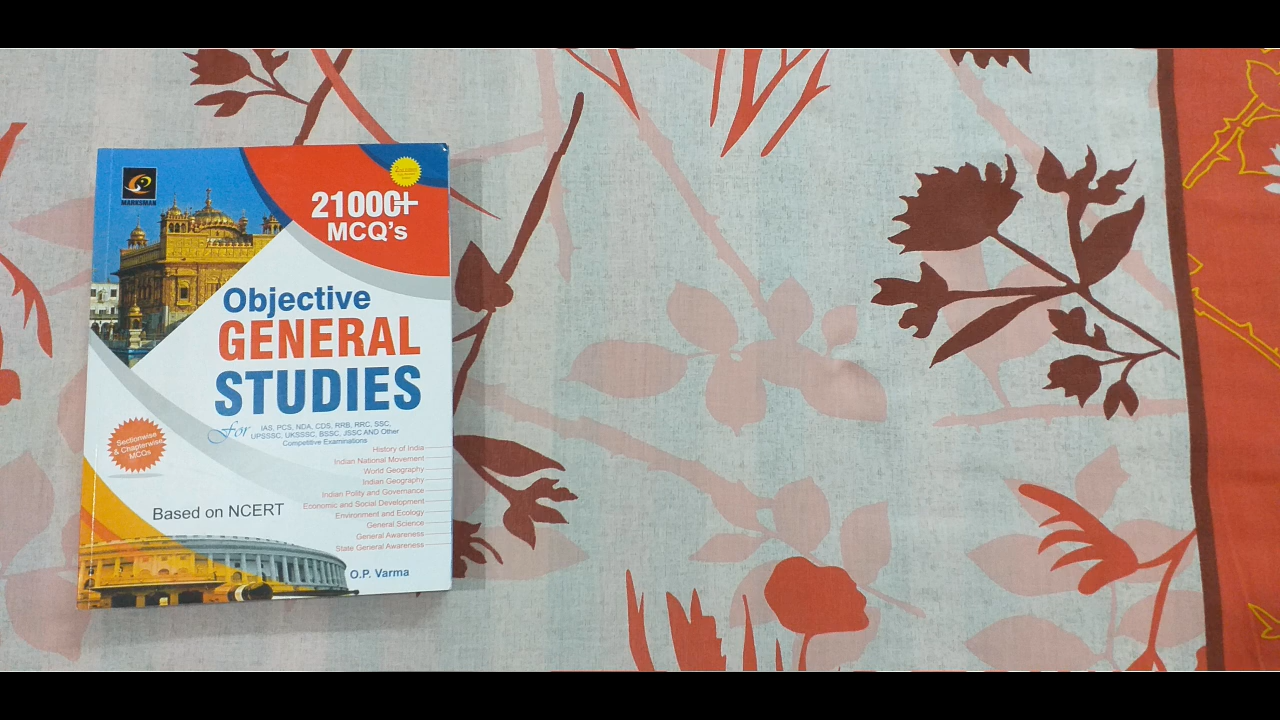 MARKSMAN
21000+
MCQ's
Objective
GENERAL
STUDIES
for IAS, PCS, NDA, CDS, RRB, RRC, SSC,
UPSSSC, UKSSSC, BSSC, JSSC AND Other
Competitive Examinations
Sectionwise
& Chapterwise
MCQs
History of India
Indian National Movement
World Geography
Indian Geography
Indian Polity and Governance
Economic and Social Development
Environment and Ecology
General Science
General Awareness
State General Awareness
Based on NCERT
O.P. Varma